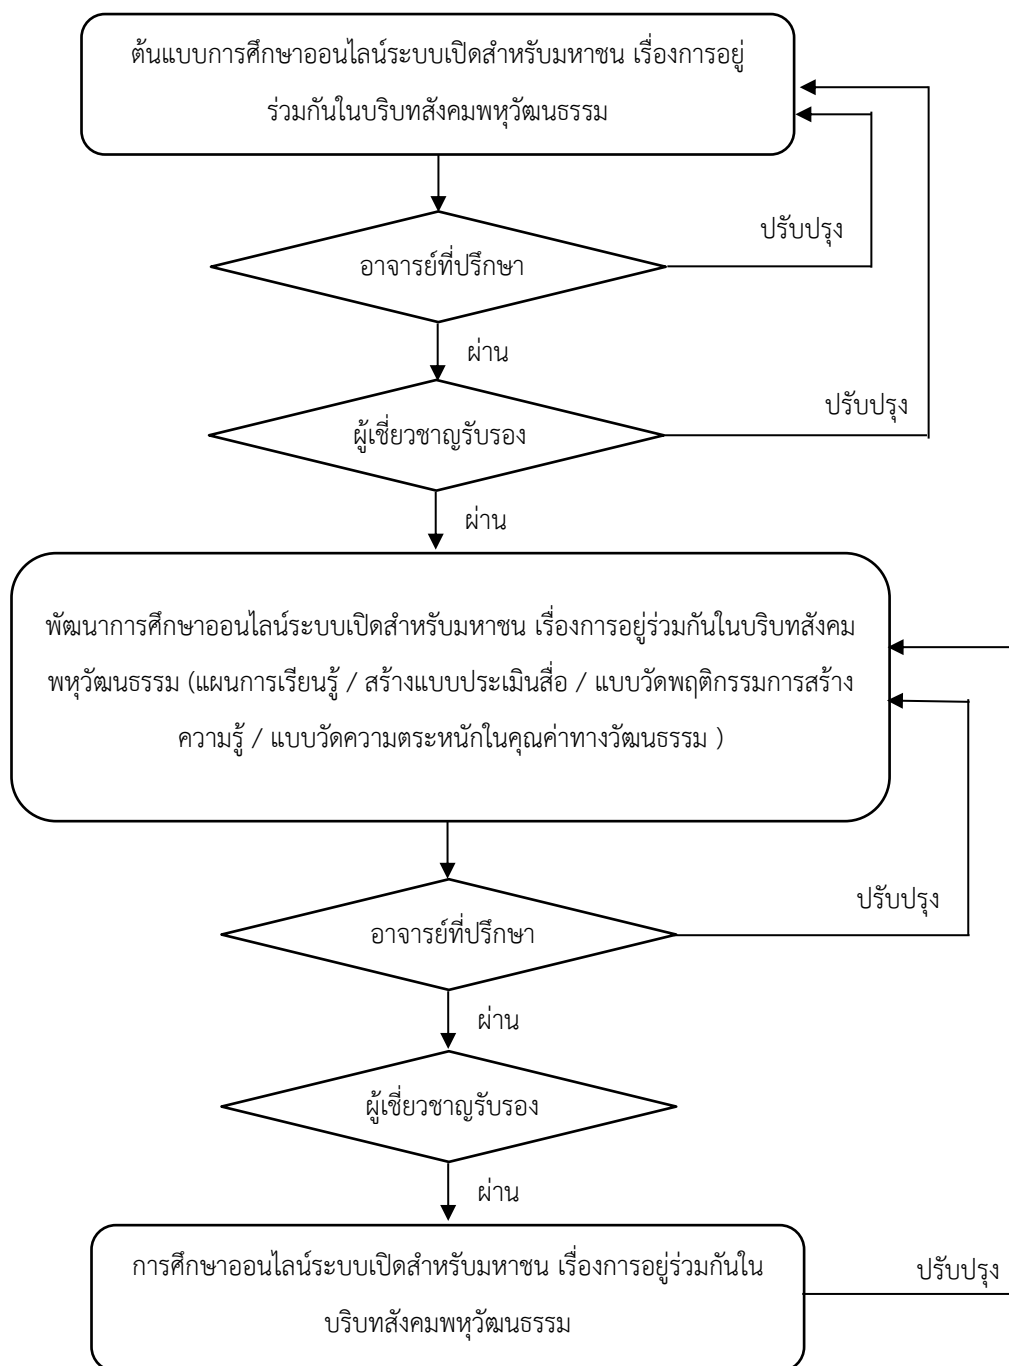 ต้นแบบการศึกษาออนไลน์ระบบเปิดสำหรับมหาชน เรื่องการอยู่
ร่วมกันในบริบทสังคมพหุวัฒนธรรม
ปรับปรุง
อาจารย์ที่ปรึกษา
ผ่าน
ปรับปรุง
ผู้เชี่ยวชาญรับรอง
ผ่าน
พัฒนาการศึกษาออนไลน์ระบบเปิดสำหรับมหาชน เรื่องการอยู่ร่วมกันในบริบทสังคม
พหุวัฒนธรรม (แผนการเรียนรู้ / สร้างแบบประเมินสื่อ / แบบวัดพฤติกรรมการสร้าง
ความรู้ / แบบวัดความตระหนักในคุณค่าทางวัฒนธรรม )
ปรับปรุง
อาจารย์ที่ปรึกษา
ผ่าน
ผู้เชี่ยวชาญรับรอง
ผ่าน
การศึกษาออนไลน์ระบบเปิดสำหรับมหาชน เรื่องการอยู่ร่วมกันใน
บริบทสังคมพหุวัฒนธรรม
ปรับปรุง